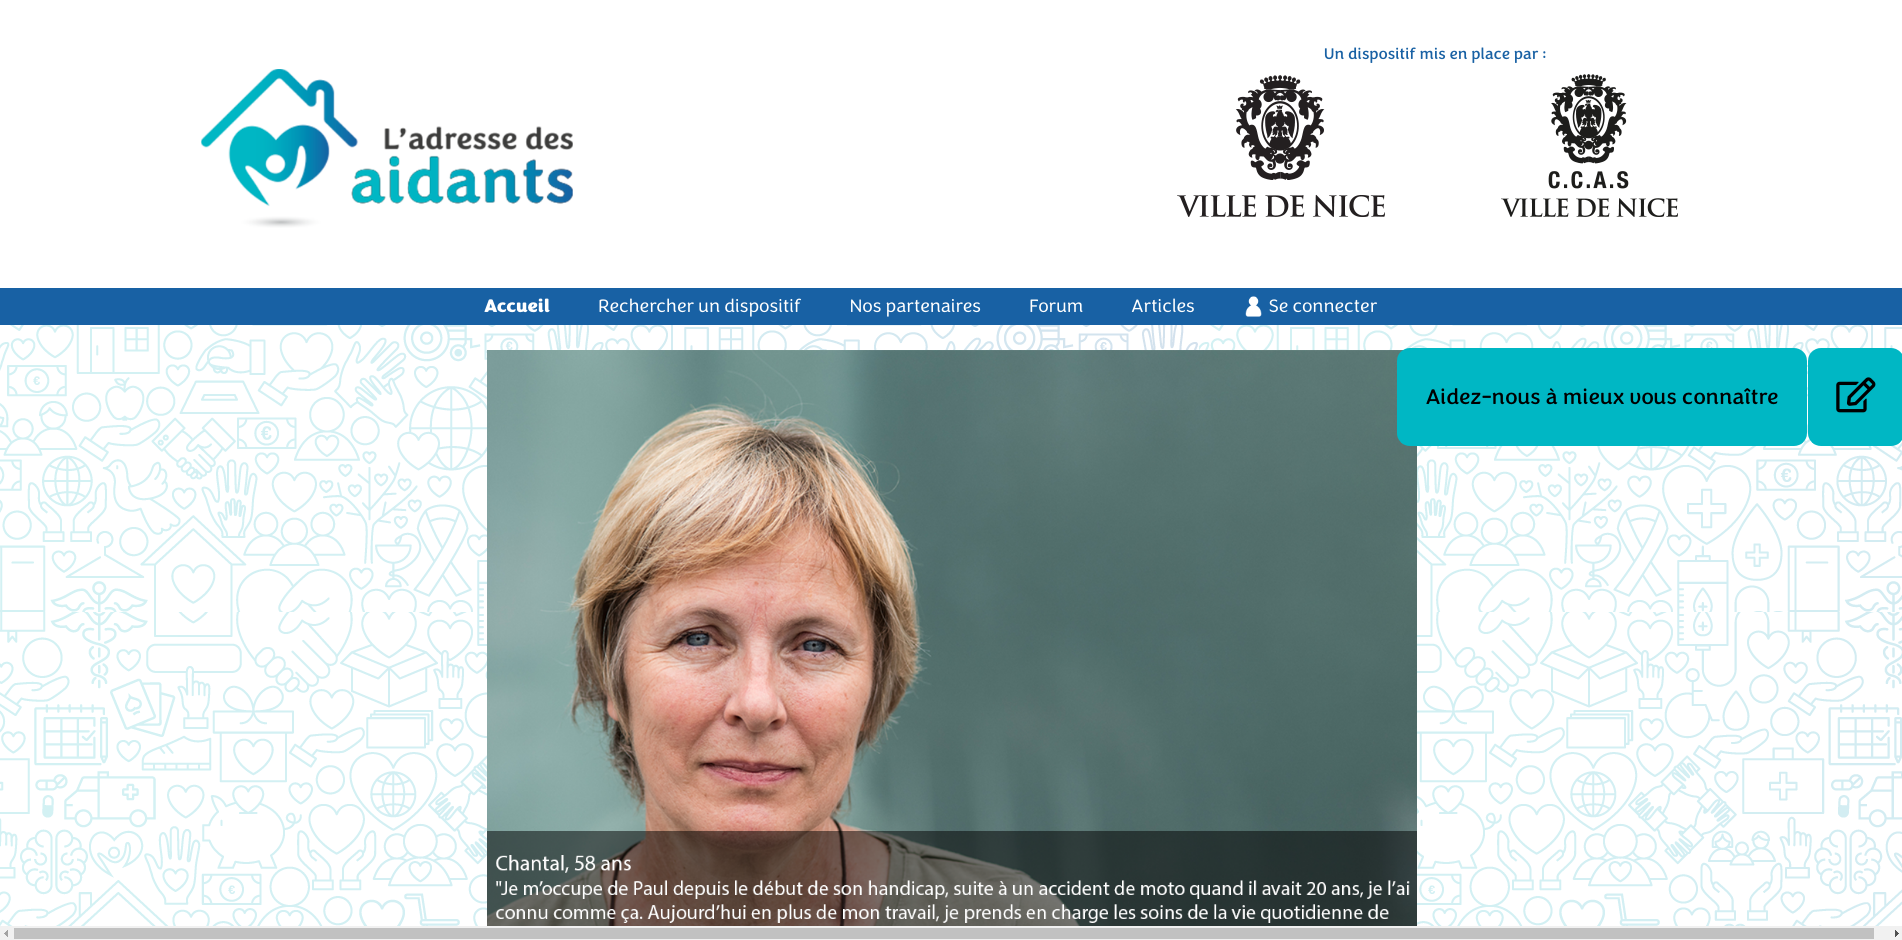 Un dispositif mis en place par :
L’adresse des
aidants
VILLE DE NICE
C.C.A.S
VILLE DE NICE
Accueil Rechercher un dispositif Nos partenaires Forum Articles Se connecter
Aidez-nous à mieux vous connaître
Chantal, 58 ans
"Je m’occupe de Paul depuis le début de son handicap, suite à un accident de moto quand il avait 20 ans, je l’ai
connu comme ça. Aujourd’hui en plus de mon travail, je prends en charge les soins de la vie quotidienne de